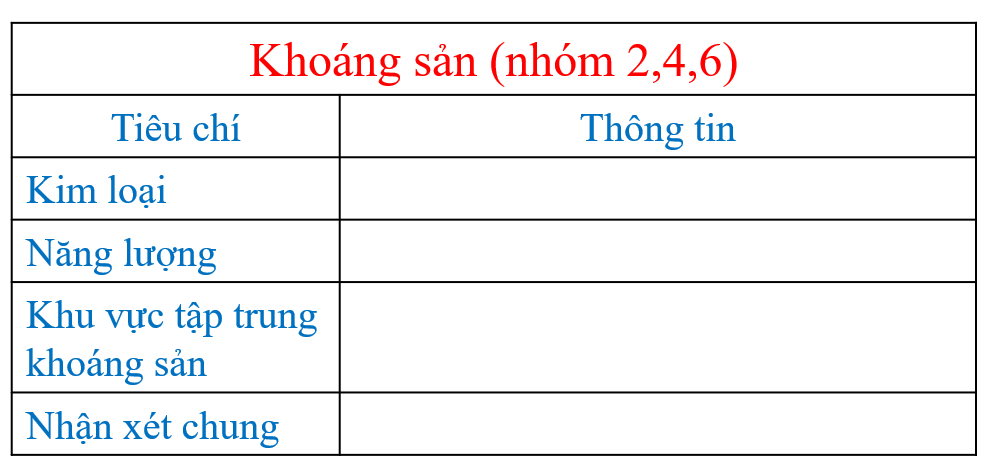 Khoáng sản (nhóm 2,4,6)
Tiêu chí
Thông tin
Kim loại
Năng lượng
Khu vực tập trung
khoáng sản
Nhận xét chung